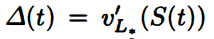 Δ(t) = v′_{L_*}(S(t))